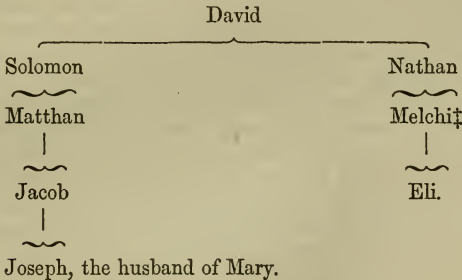 David
Solomon Nathan
Matthan Melchi‡
Jacob Eli.
Joseph, the husband of Mary.